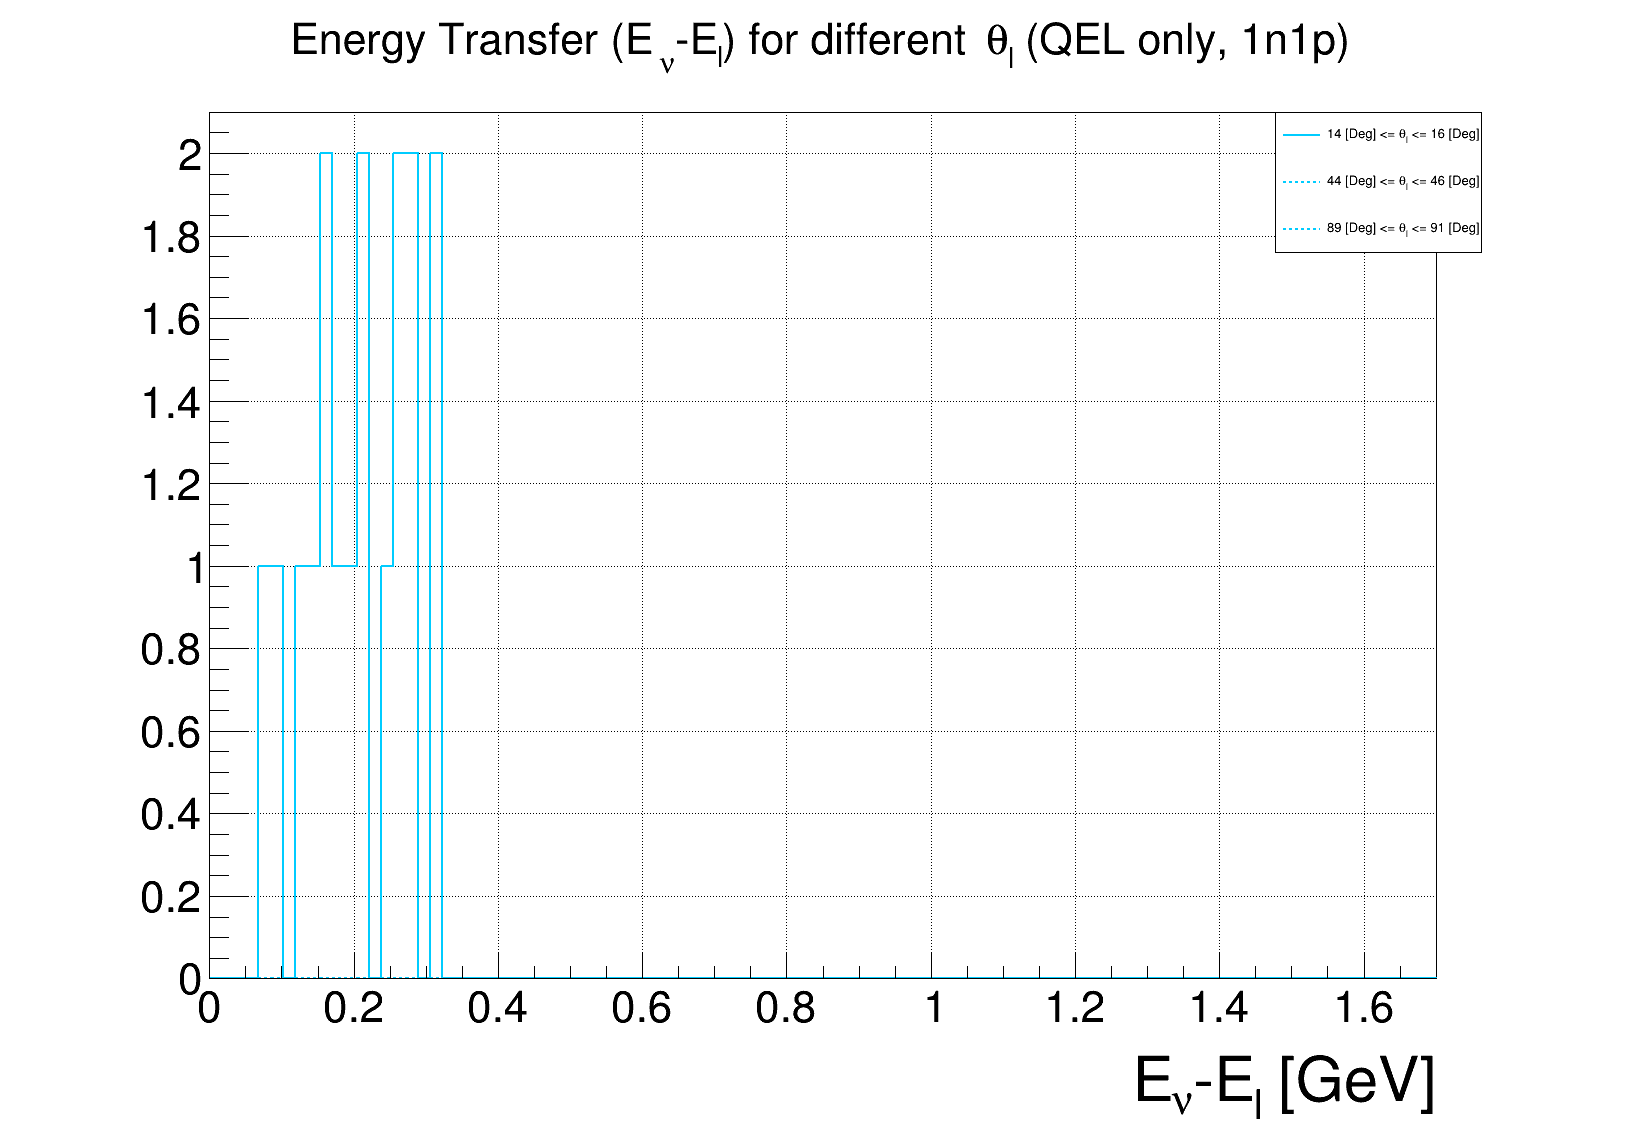 Energy Transfer (Eν-El) for different θl (QEL only, 1n1p)
14 [Deg] <= θl <= 16 [Deg]
44 [Deg] <= θl <= 46 [Deg]
89 [Deg] <= θl <= 91 [Deg]
2
1.8
1.6
1.4
1.2
1
0.8
0.6
0.4
0.2
0
0 0.2 0.4 0.6 0.8 1 1.2 1.4 1.6
Eν-El [GeV]